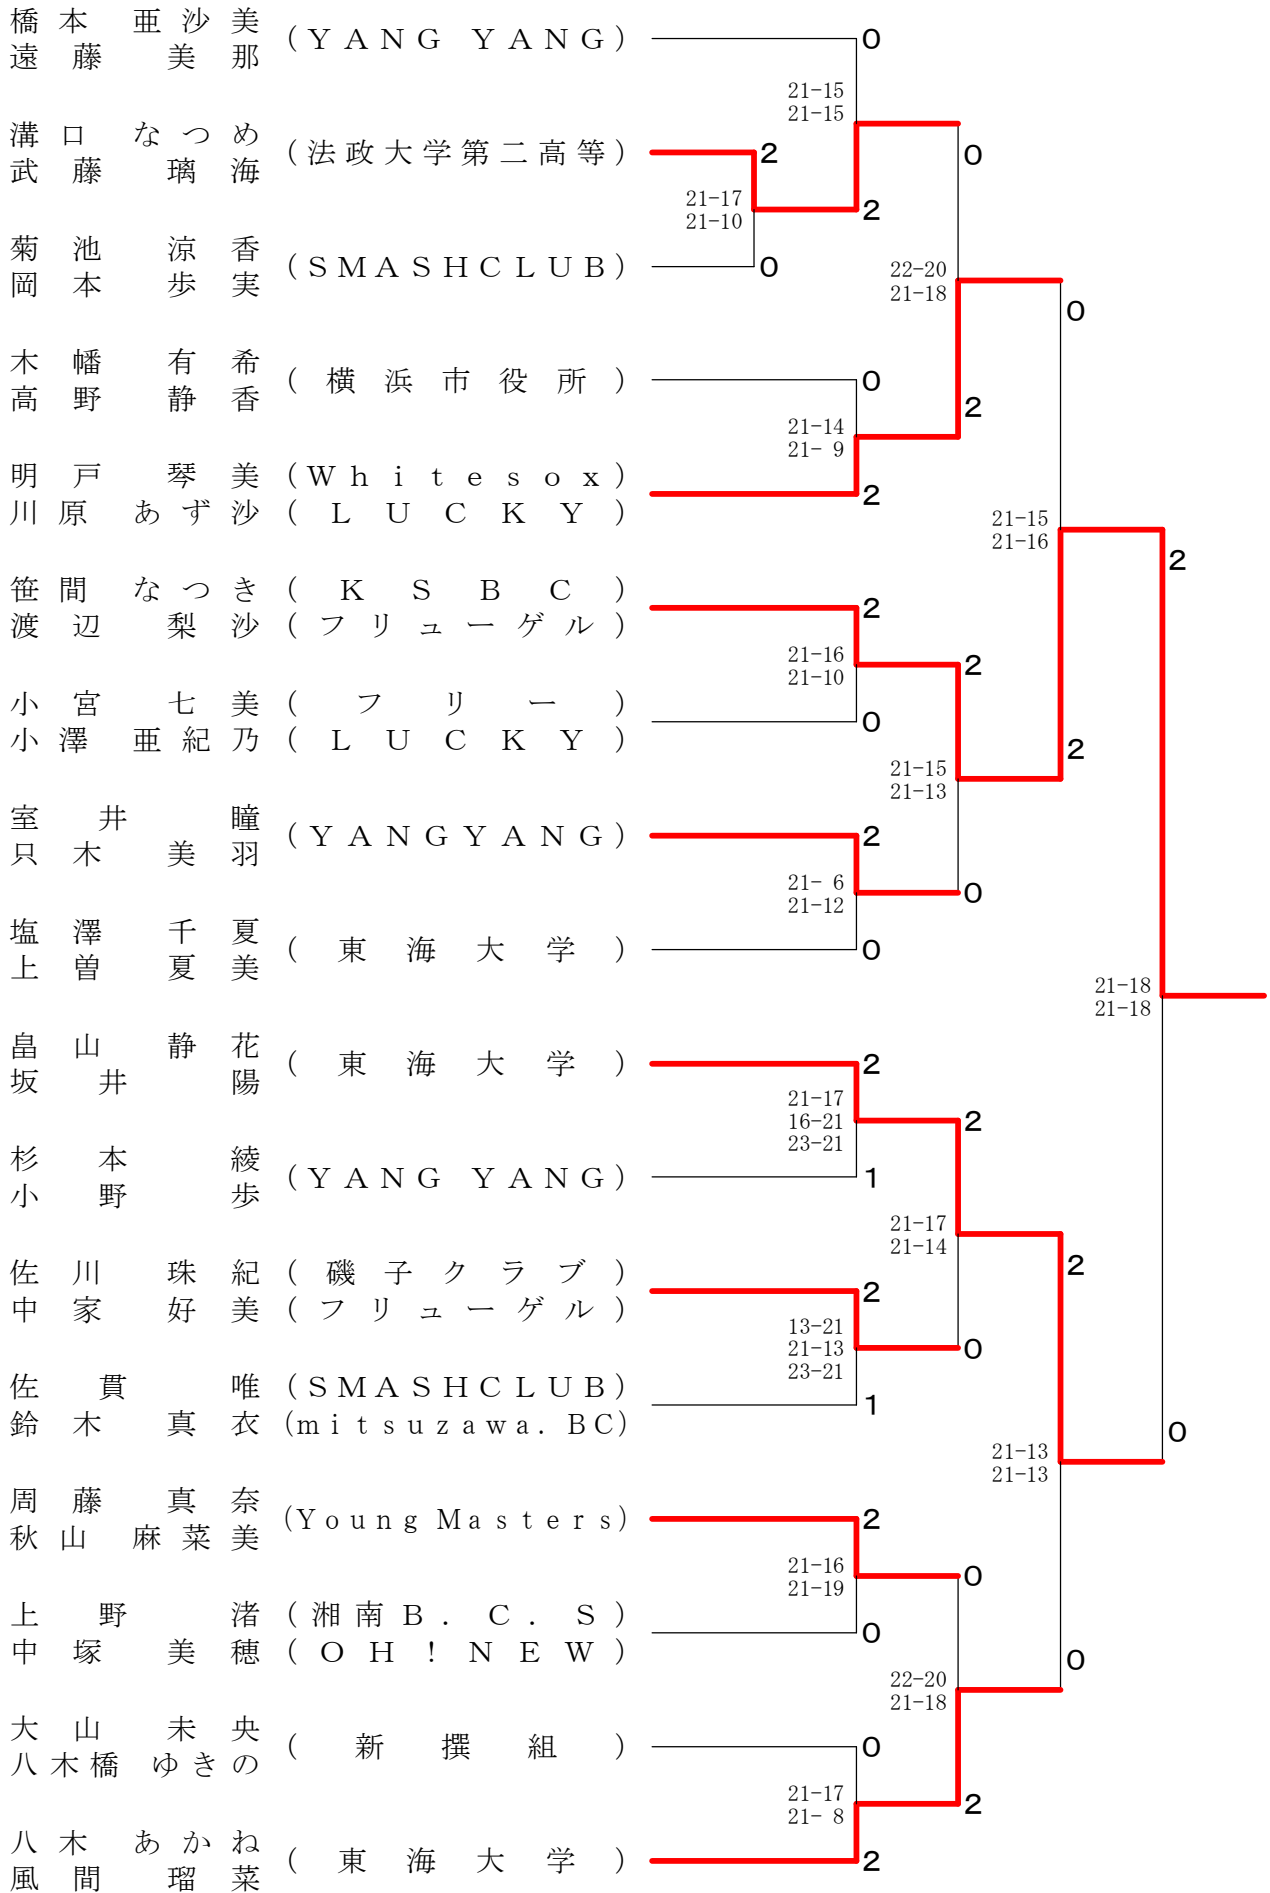 橋本 亜沙美
遠藤 美那
(YANG YANG)
0
21-15
21-15
溝口 なつめ
武藤 璃海
(法政大学第二高等)
2
0
21-17
21-10
2
菊池 涼香
岡本 歩実
(SMASHCLUB)
0
22-20
21-18
0
木幡 有希
高野 静香
(横浜市役所)
0
2
21-14
21- 9
明戸 琴美 (Whitesox)
川原 あず沙 (LUCKY)
2
21-15
21-16
2
笹間 なつき (KSBC)
渡辺 梨沙 (フリューゲル)
2
21-16
21-10
2
小宮 七美 (フリー)
小澤 亜紀乃 (LUCKY)
0
2
21-15
21-13
室井 瞳
只木 美羽
(YANGYANG)
2
21- 6
21-12
0
塩澤 千夏
上曽 夏美
(東海大学)
0
21-18
21-18
畠山 静花
坂井 陽
(東海大学)
2
21-17
16-21
23-21
2
杉本 綾
小野 歩
(YANG YANG)
1
21-17
21-14
2
佐川 珠紀 (磯子クラブ)
中家 好美 (フリューゲル)
2
13-21
21-13
23-21
0
佐貫 唯 (SMASHCLUB)
鈴木 真衣 (mitsuzawa.BC)
1
0
21-13
21-13
周藤 真奈
秋山 麻菜美
(Young Masters)
2
21-16
21-19
0
上野 渚 (湘南B.C.S)
中塚 美穂 (OH!NEW)
0
0
22-20
21-18
大山 未央
八木橋 ゆきの
(新撰組)
0
21-17
21- 8
2
八木 あかね
風間 瑠菜
(東海大学)
2